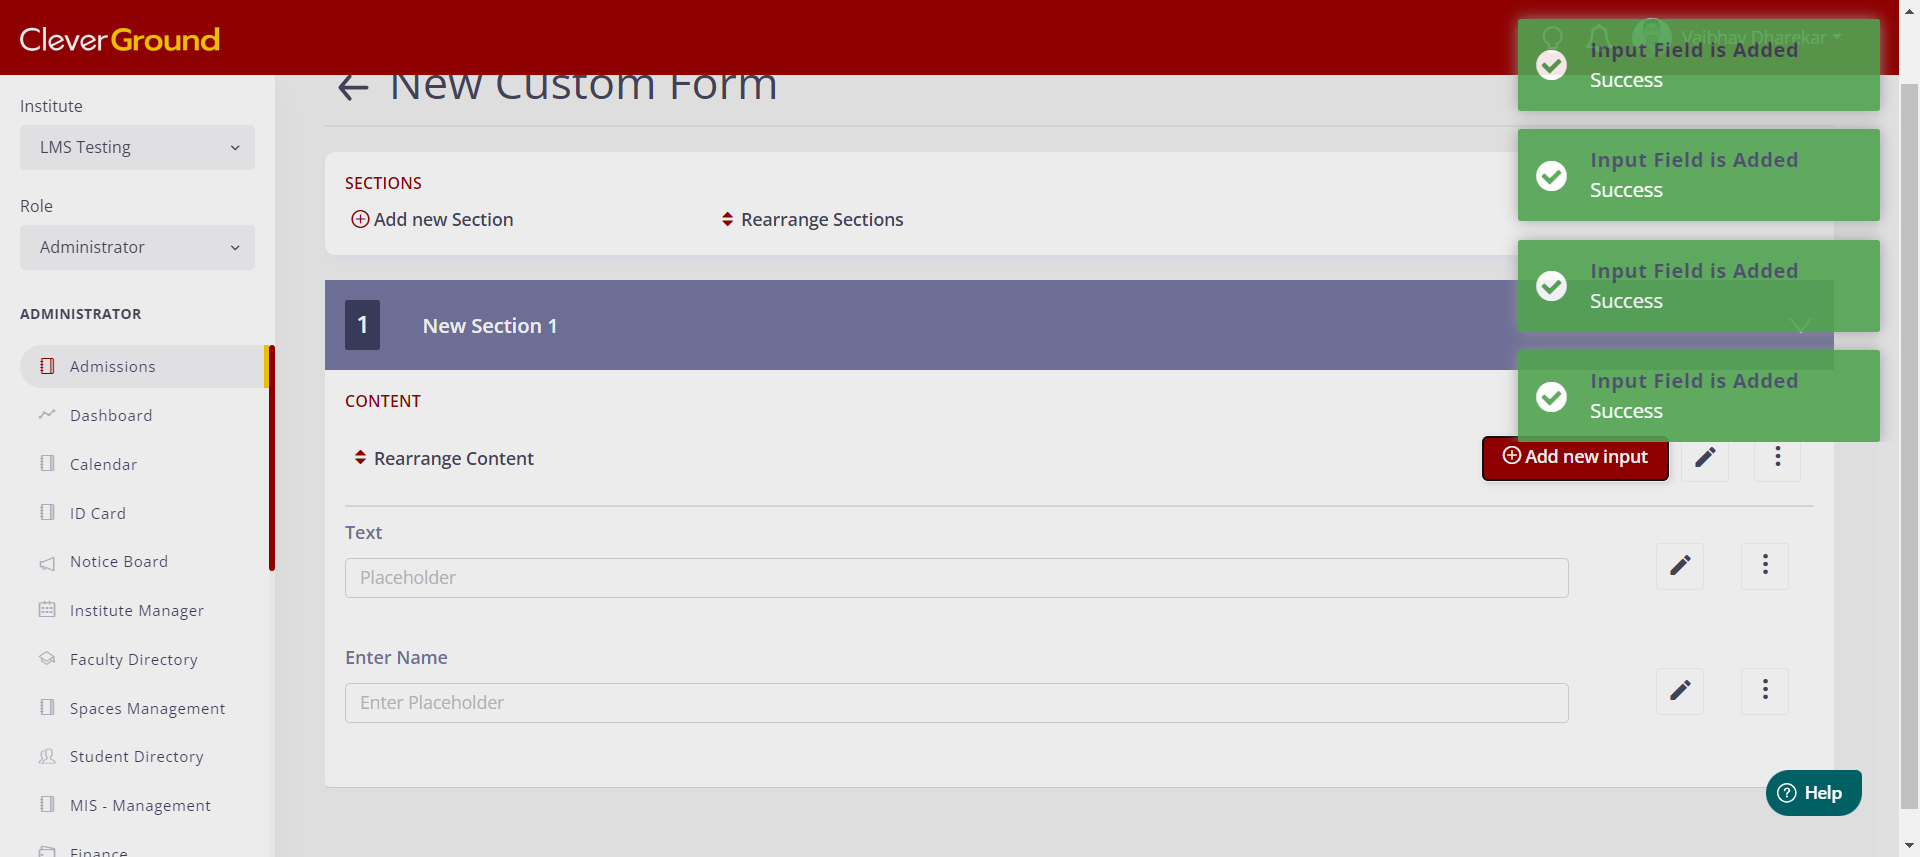 CleverGround
Vaibhav Dharekar
Institute
LMS Testing
Role
Administrator
ADMINISTRATOR
Admissions
Dashboard
Calendar
ID Card
Notice Board
Institute Manager
Faculty Directory
Spaces Management
Student Directory
MIS - Management
Finance
New Custom Form
SECTIONS
Add new Section
Rearrange Sections
1
New Section 1
CONTENT
Rearrange Content
Add new input
Text
Placeholder
Enter Name
Enter Placeholder
Input Field is Added
Success
Input Field is Added
Success
Input Field is Added
Success
Input Field is Added
Success
Help